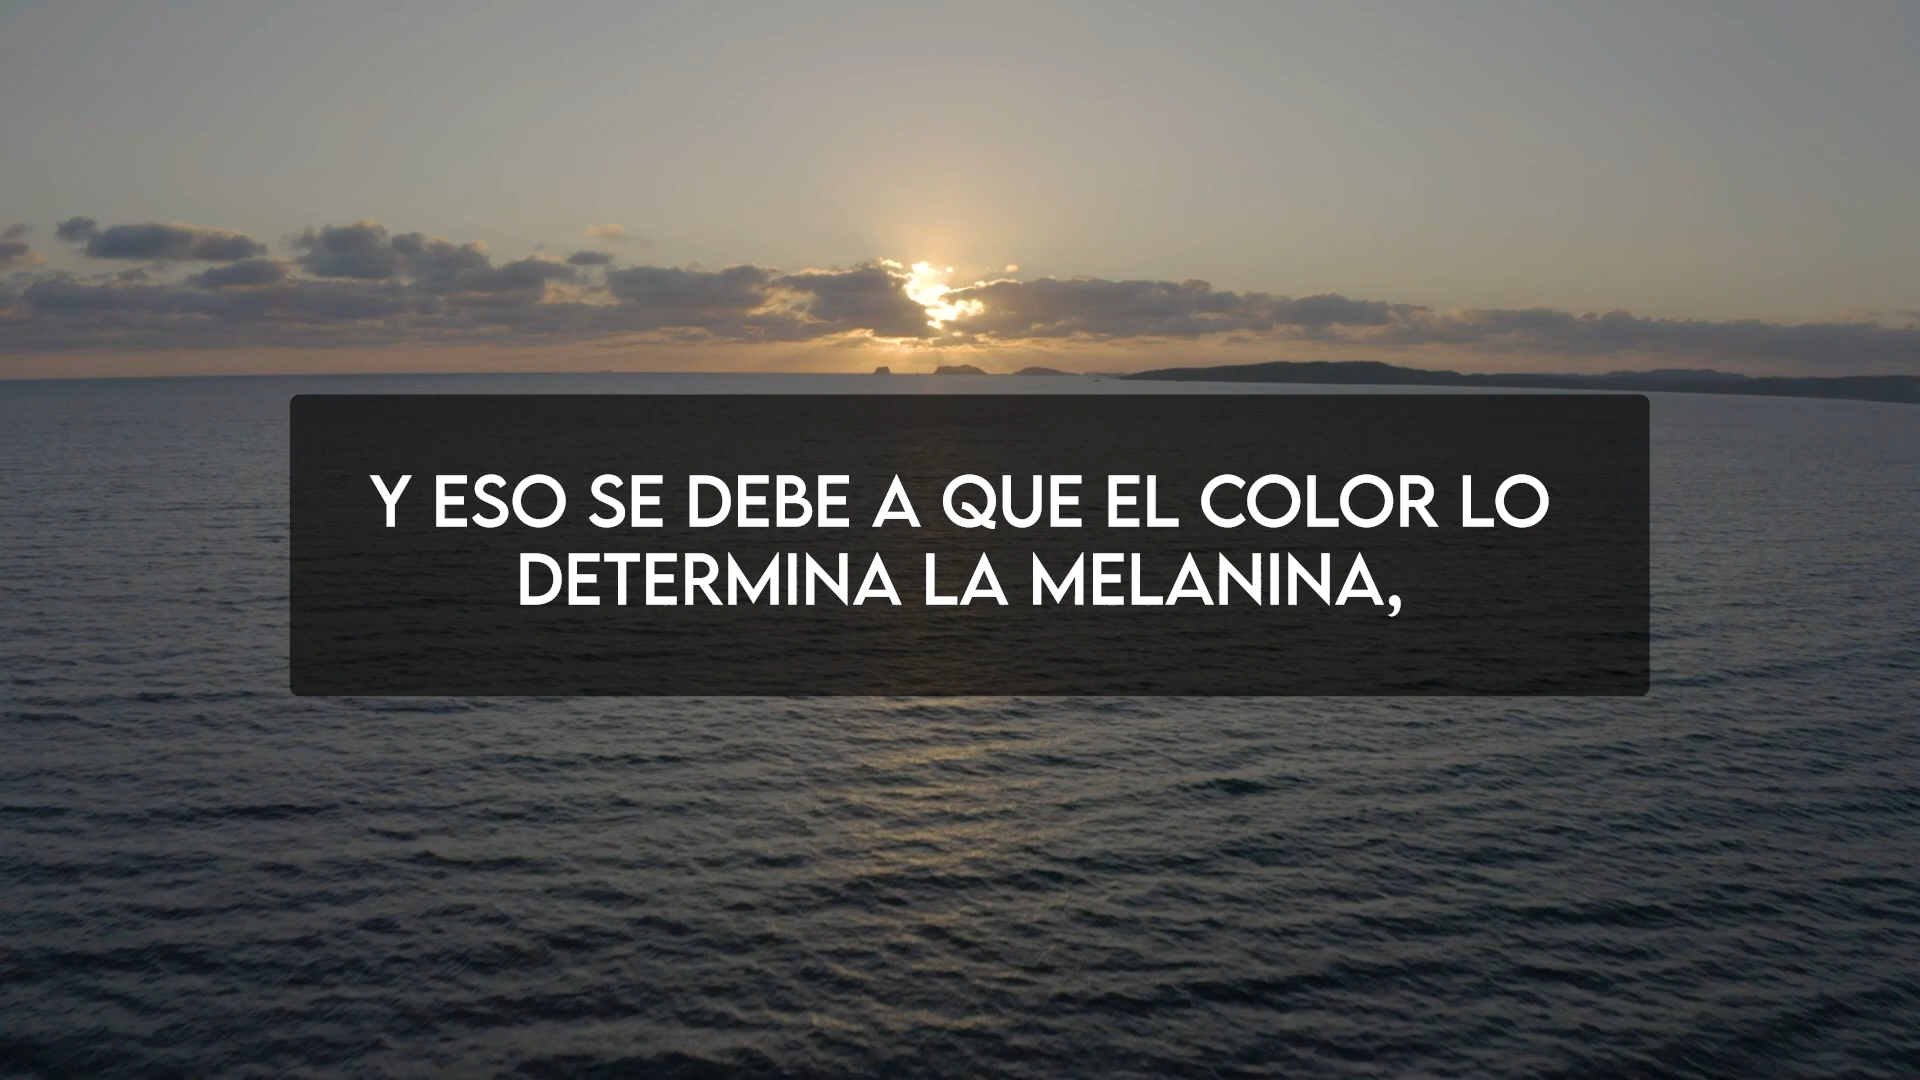 Y ESO SE DEBE A QUE EL COLOR LO
DETERMINA LA MELANINA,